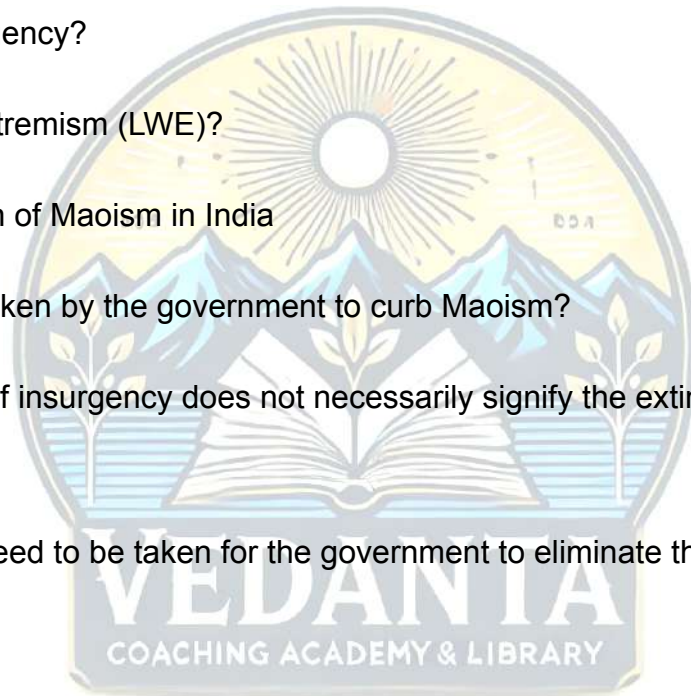 ency?
tremism (LWE)?
n of Maoism in India
ken by the government to curb Maoism?
f insurgency does not necessarily signify the extin
eed to be taken for the government to eliminate th
VEDANTA
COACHING ACADEMY & LIBRARY